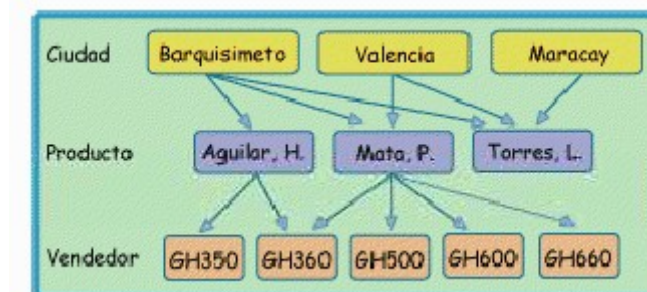 Ciudad Barquisimeto Valencia Maracay
Producto Aguilar, H. Mata, P. Torres, L.
Vendedor GH350 GH360 GH500 GH600 GH660